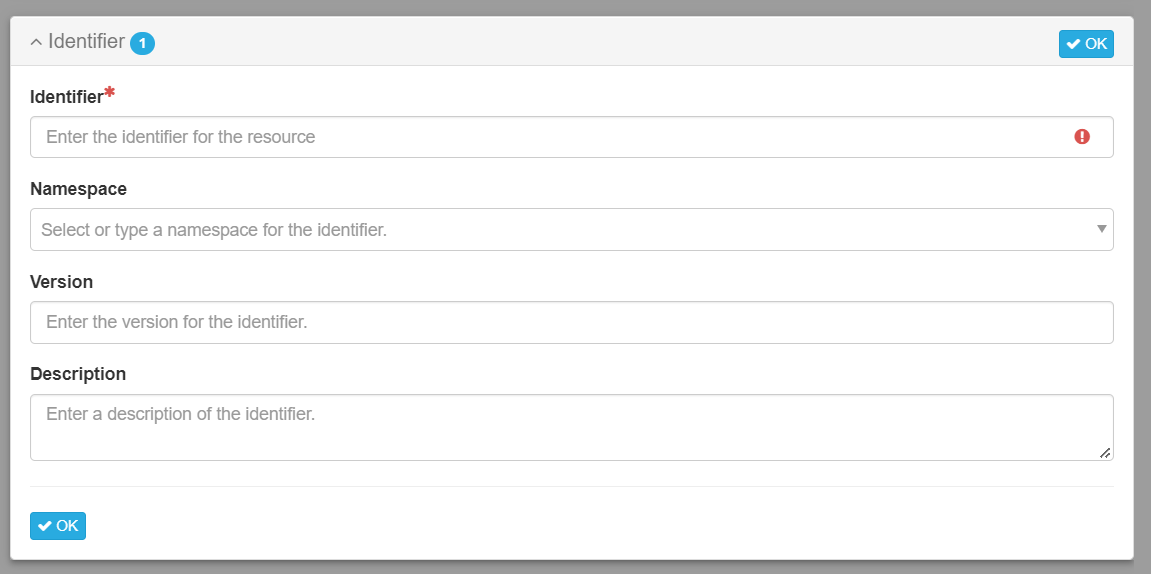 Identifier 1
OK
Identifier*
Enter the identifier for the resource
Namespace
Select or type a namespace for the identifier.
Version
Enter the version for the identifier.
Description
Enter a description of the identifier.
OK